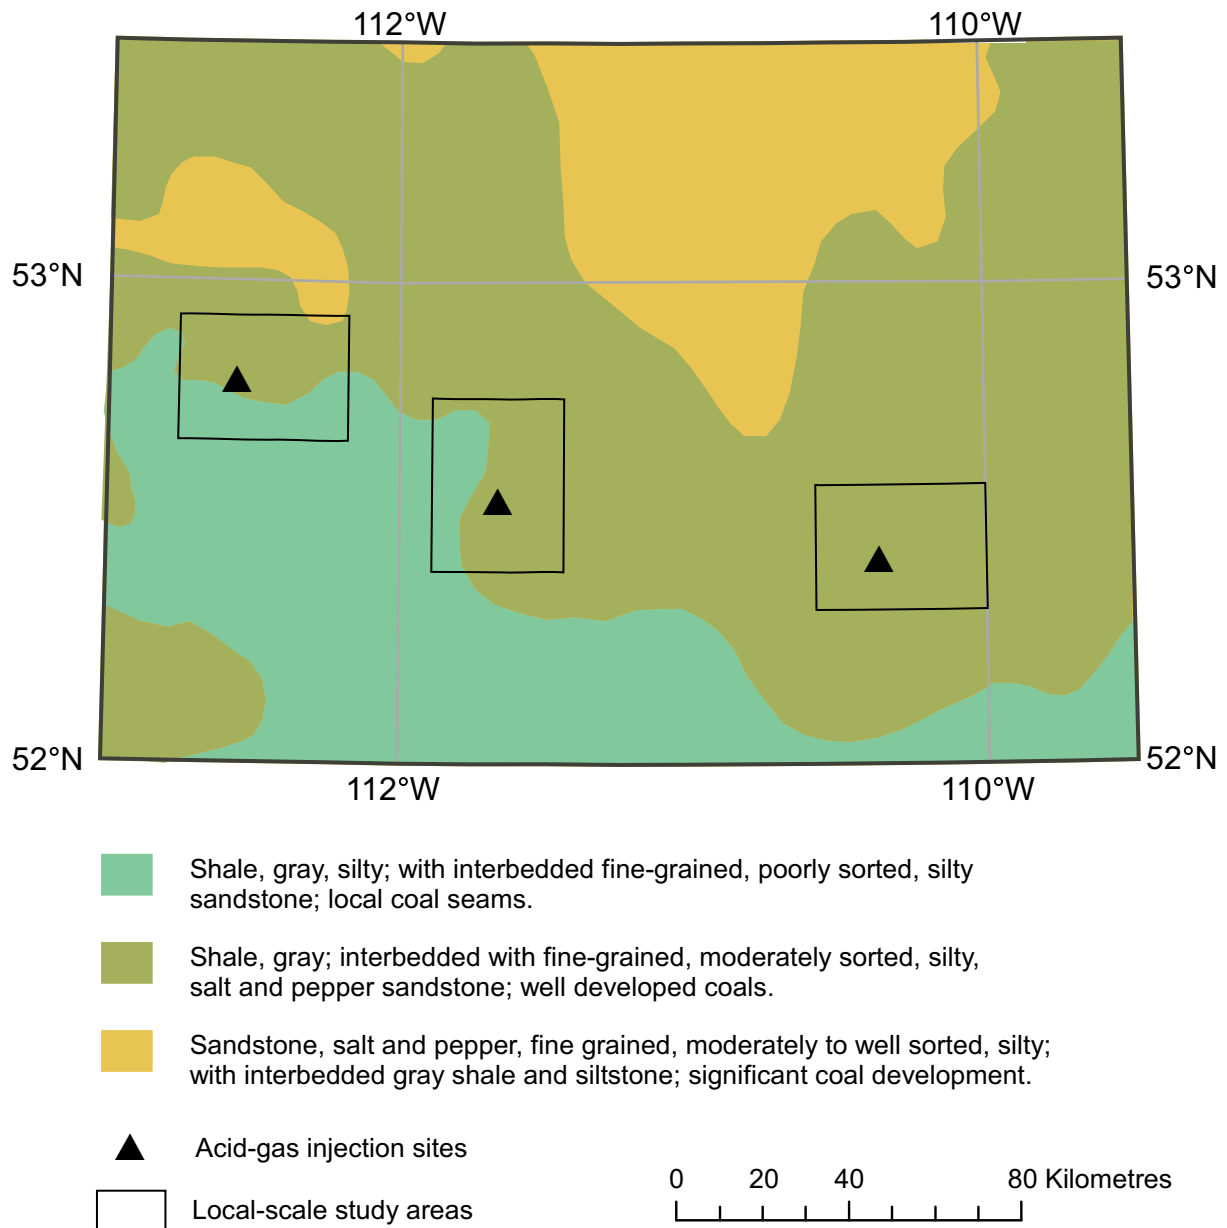 112°W 110°W
53°N 53°N
52°N 52°N
112°W 110°W
Shale, gray, silty; with interbedded fine-grained, poorly sorted, silty
sandstone; local coal seams.
Shale, gray; interbedded with fine-grained, moderately sorted, silty,
salt and pepper sandstone; well developed coals.
Sandstone, salt and pepper, fine grained, moderately to well sorted, silty;
with interbedded gray shale and siltstone; significant coal development.
Acid-gas injection sites
0 20 40 80 Kilometres
Local-scale study areas